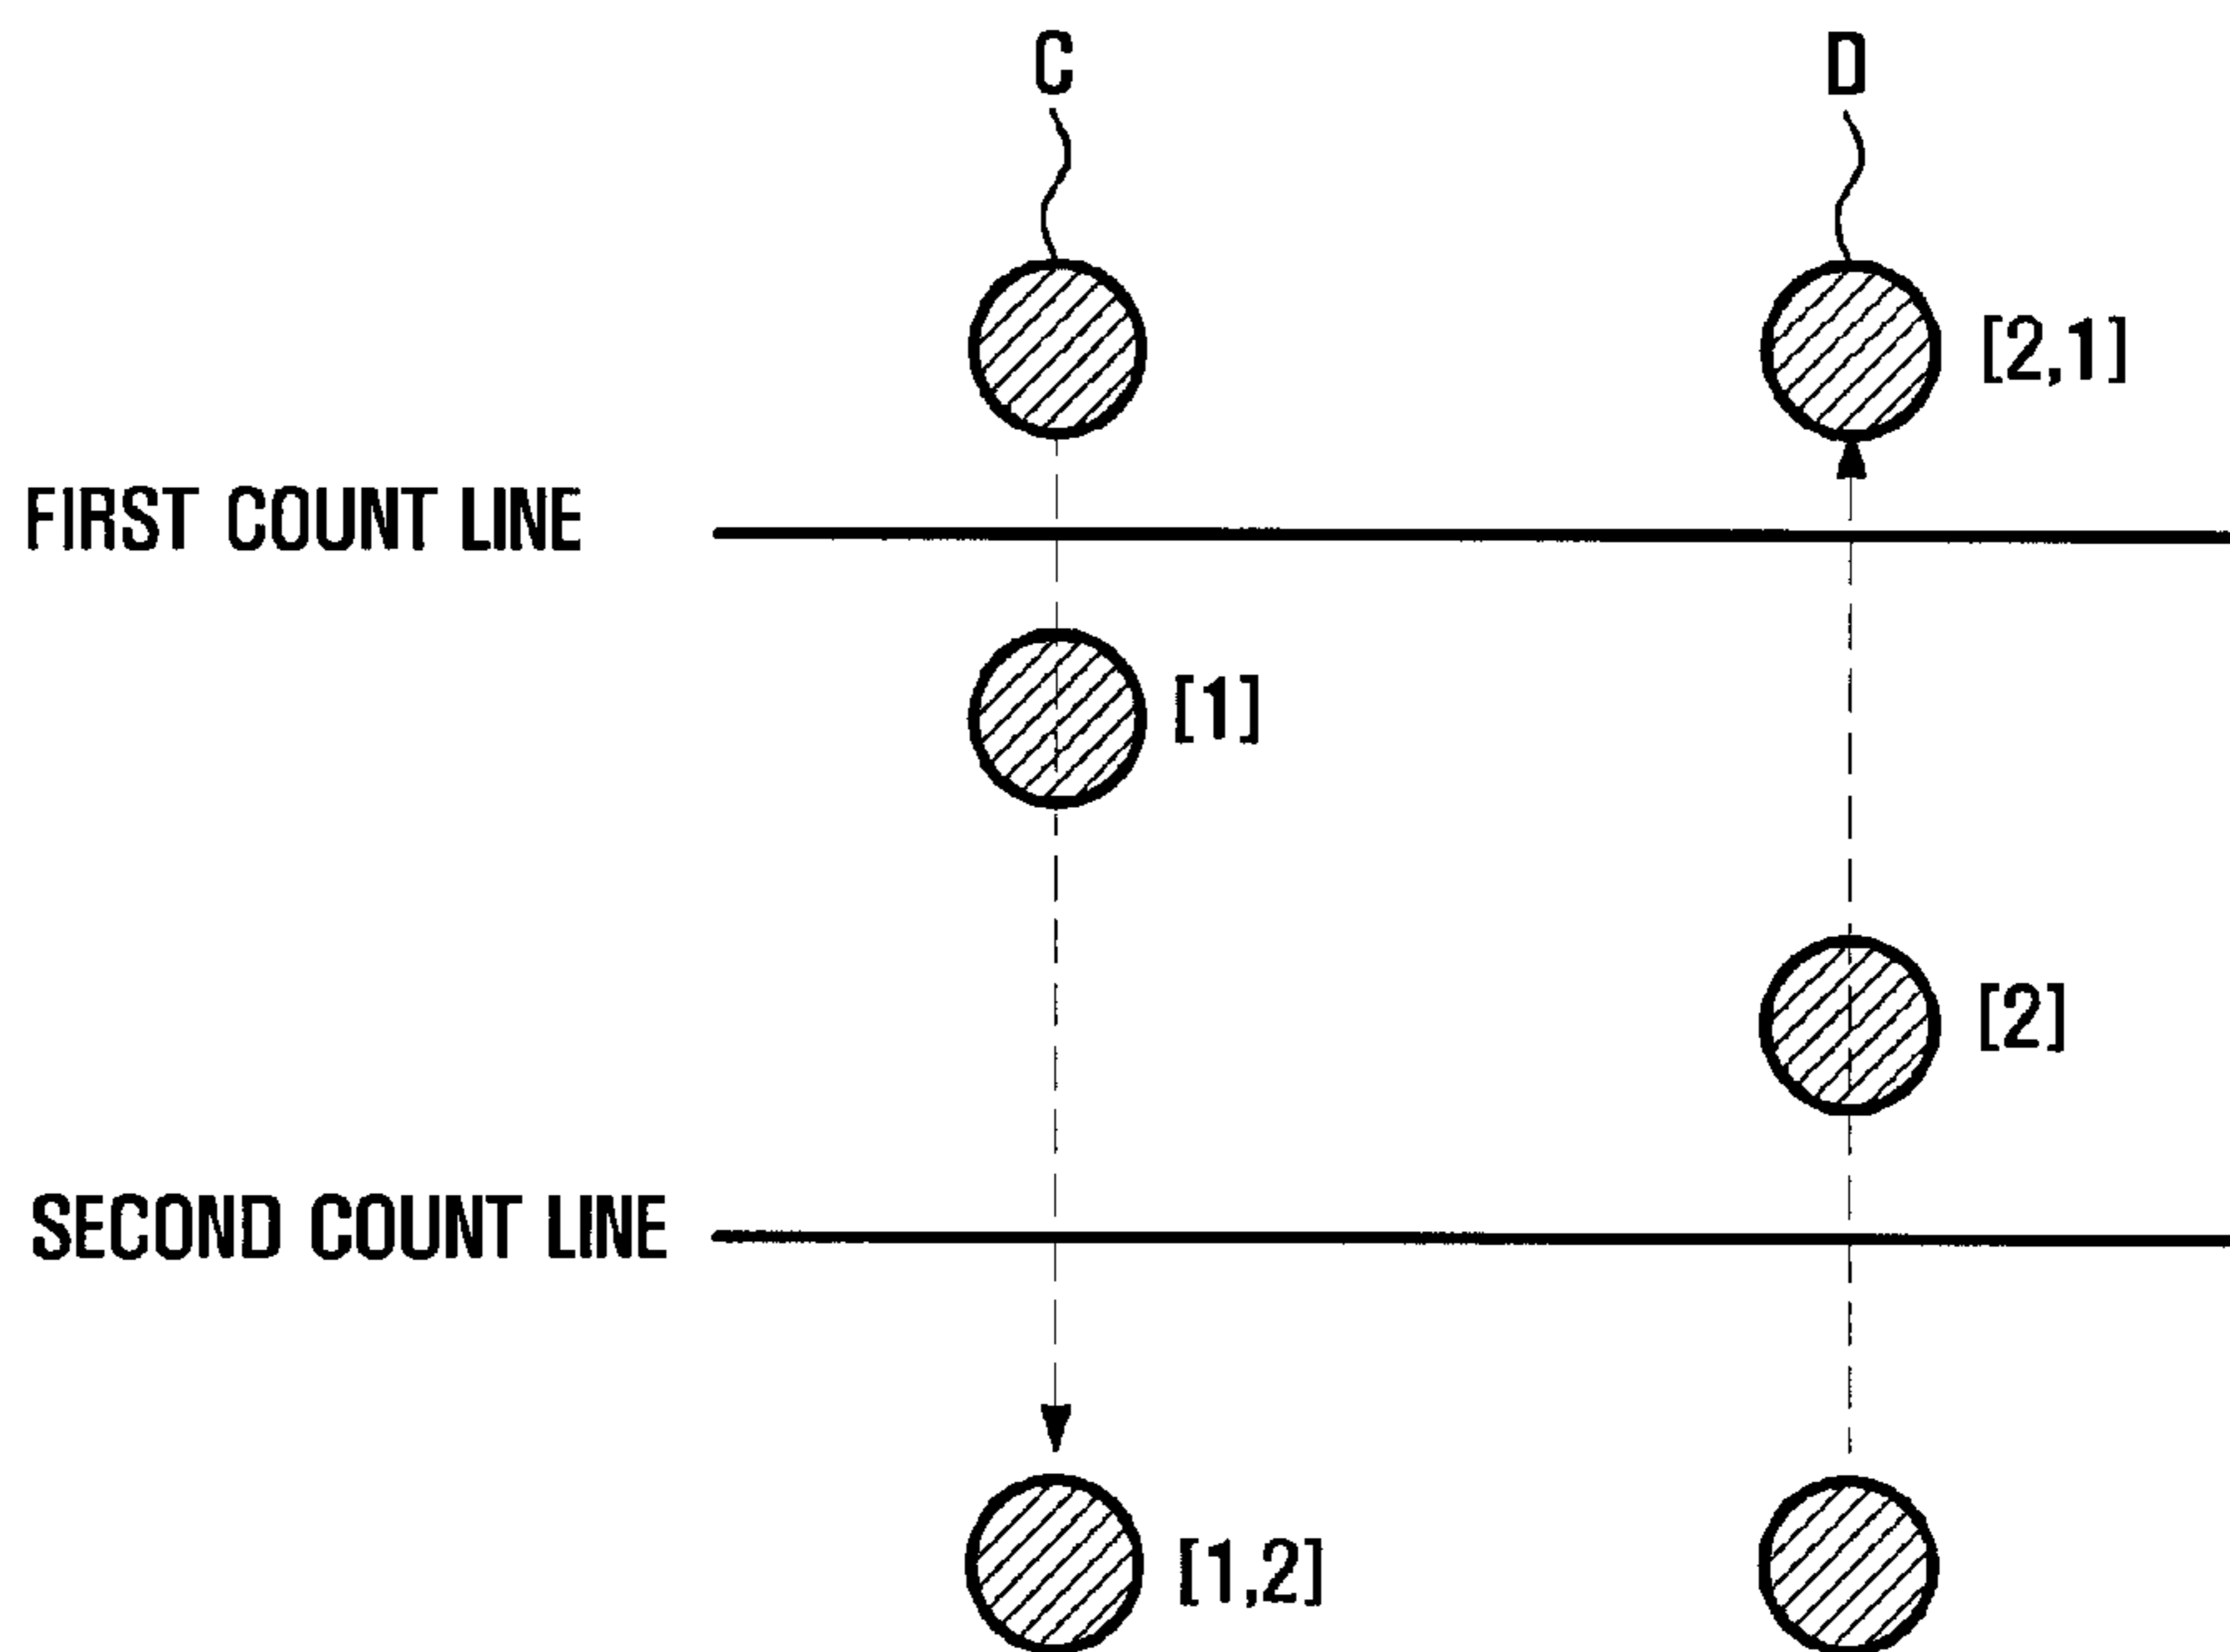 C D
[2,1]
FIRST COUNT LINE
[1]
[2]
SECOND COUNT LINE
[1,2]